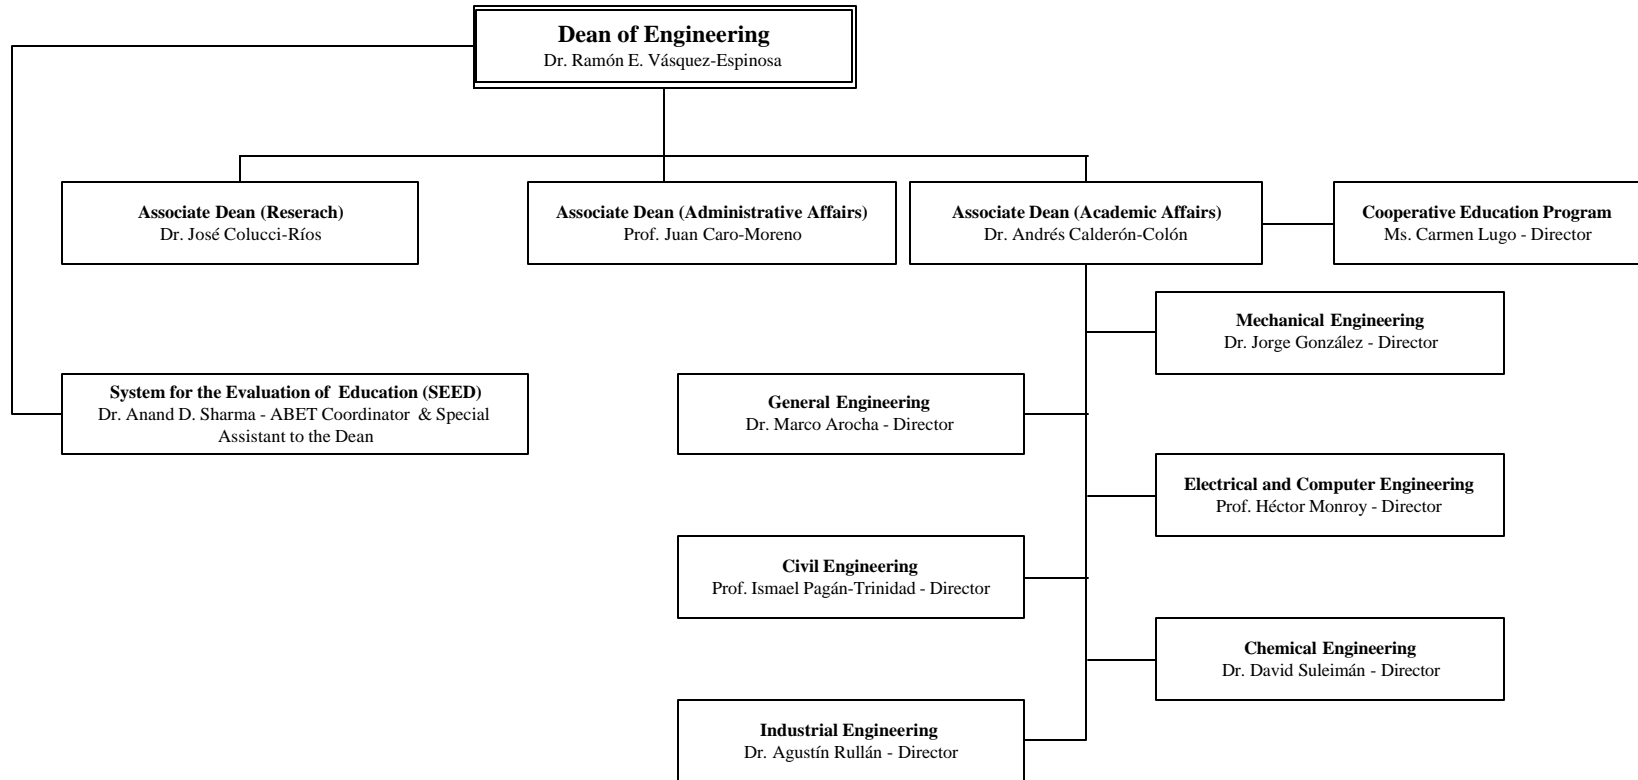 Dean of Engineering
Dr. Ramón E. Vásquez-Espinosa
Associate Dean (Reserach)
Dr. José Colucci-Ríos
Associate Dean (Administrative Affairs)
Prof. Juan Caro-Moreno
Associate Dean (Academic Affairs)
Dr. Andrés Calderón-Colón
Cooperative Education Program
Ms. Carmen Lugo - Director
Mechanical Engineering
Dr. Jorge González - Director
System for the Evaluation of Education (SEED)
Dr. Anand D. Sharma - ABET Coordinator & Special
Assistant to the Dean
General Engineering
Dr. Marco Arocha - Director
Electrical and Computer Engineering
Prof. Héctor Monroy - Director
Civil Engineering
Prof. Ismael Pagán-Trinidad - Director
Chemical Engineering
Dr. David Suleimán - Director
Industrial Engineering
Dr. Agustín Rullán - Director